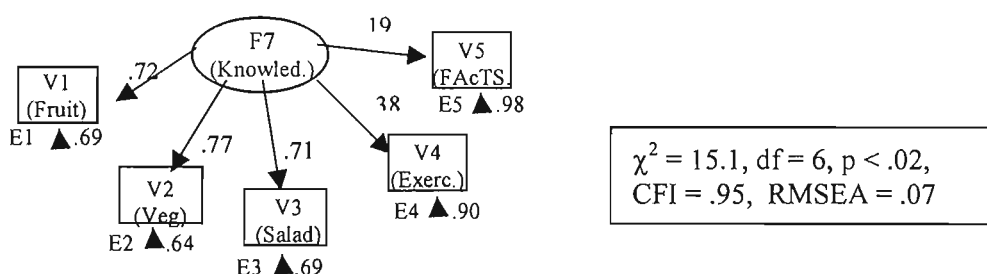 F7
(Knowled.)
19
V5
(FAcTS.
E5 ▲ .98
.72
V1
(Fruit)
E1 ▲ .69
.77
V2
(Veg)
E2 ▲ .64
.71
V3
(Salad)
E3 ▲ .69
.38
V4
(Exerc.)
E4 ▲ .90
χ² = 15.1, df = 6, p < .02,
CFI = .95, RMSEA = .07